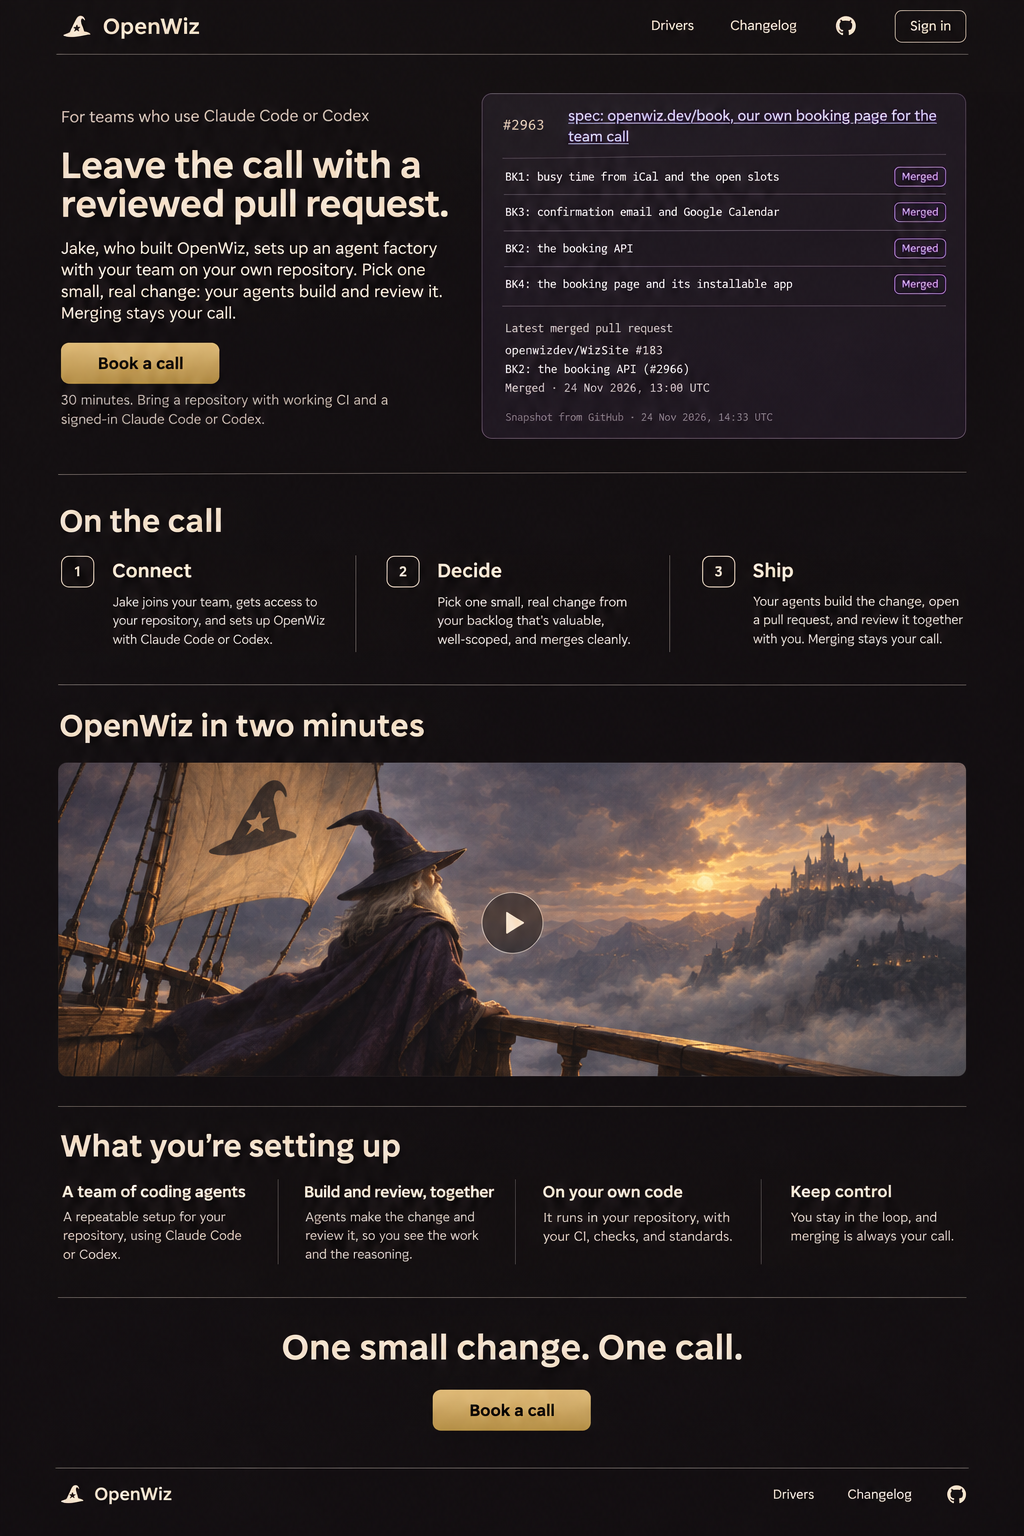 OpenWiz
Drivers
Changelog
Sign in
For teams who use Claude Code or Codex
Leave the call with a
reviewed pull request.
Jake, who built OpenWiz, sets up an agent factory
with your team on your own repository. Pick one
small, real change: your agents build and review it.
Merging stays your call.
Book a call
30 minutes. Bring a repository with working CI and a
signed-in Claude Code or Codex.
#2963
spec: openwiz.dev/book, our own booking page for the
team call
BK1: busy time from iCal and the open slots
Merged
BK3: confirmation email and Google Calendar
Merged
BK2: the booking API
Merged
BK4: the booking page and its installable app
Merged
Latest merged pull request
openwizdev/WizSite #183
BK2: the booking API (#2966)
Merged · 24 Nov 2026, 13:00 UTC
Snapshot from GitHub · 24 Nov 2026, 14:33 UTC
On the call
1
Connect
Jake joins your team, gets access to
your repository, and sets up OpenWiz
with Claude Code or Codex.
2
Decide
Pick one small, real change from
your backlog that's valuable,
well-scoped, and merges cleanly.
3
Ship
Your agents build the change, open
a pull request, and review it together
with you. Merging stays your call.
OpenWiz in two minutes
What you're setting up
A team of coding agents
A repeatable setup for your
repository, using Claude Code
or Codex.
Build and review, together
Agents make the change and
review it, so you see the work
and the reasoning.
On your own code
It runs in your repository, with
your CI, checks, and standards.
Keep control
You stay in the loop, and
merging is always your call.
One small change. One call.
Book a call
OpenWiz
Drivers
Changelog